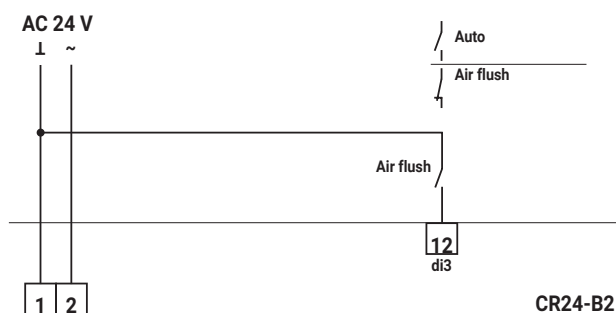 AC 24 V
⊥ ~
Auto
Air flush
Air flush
12
di3
1 2
CR24-B2